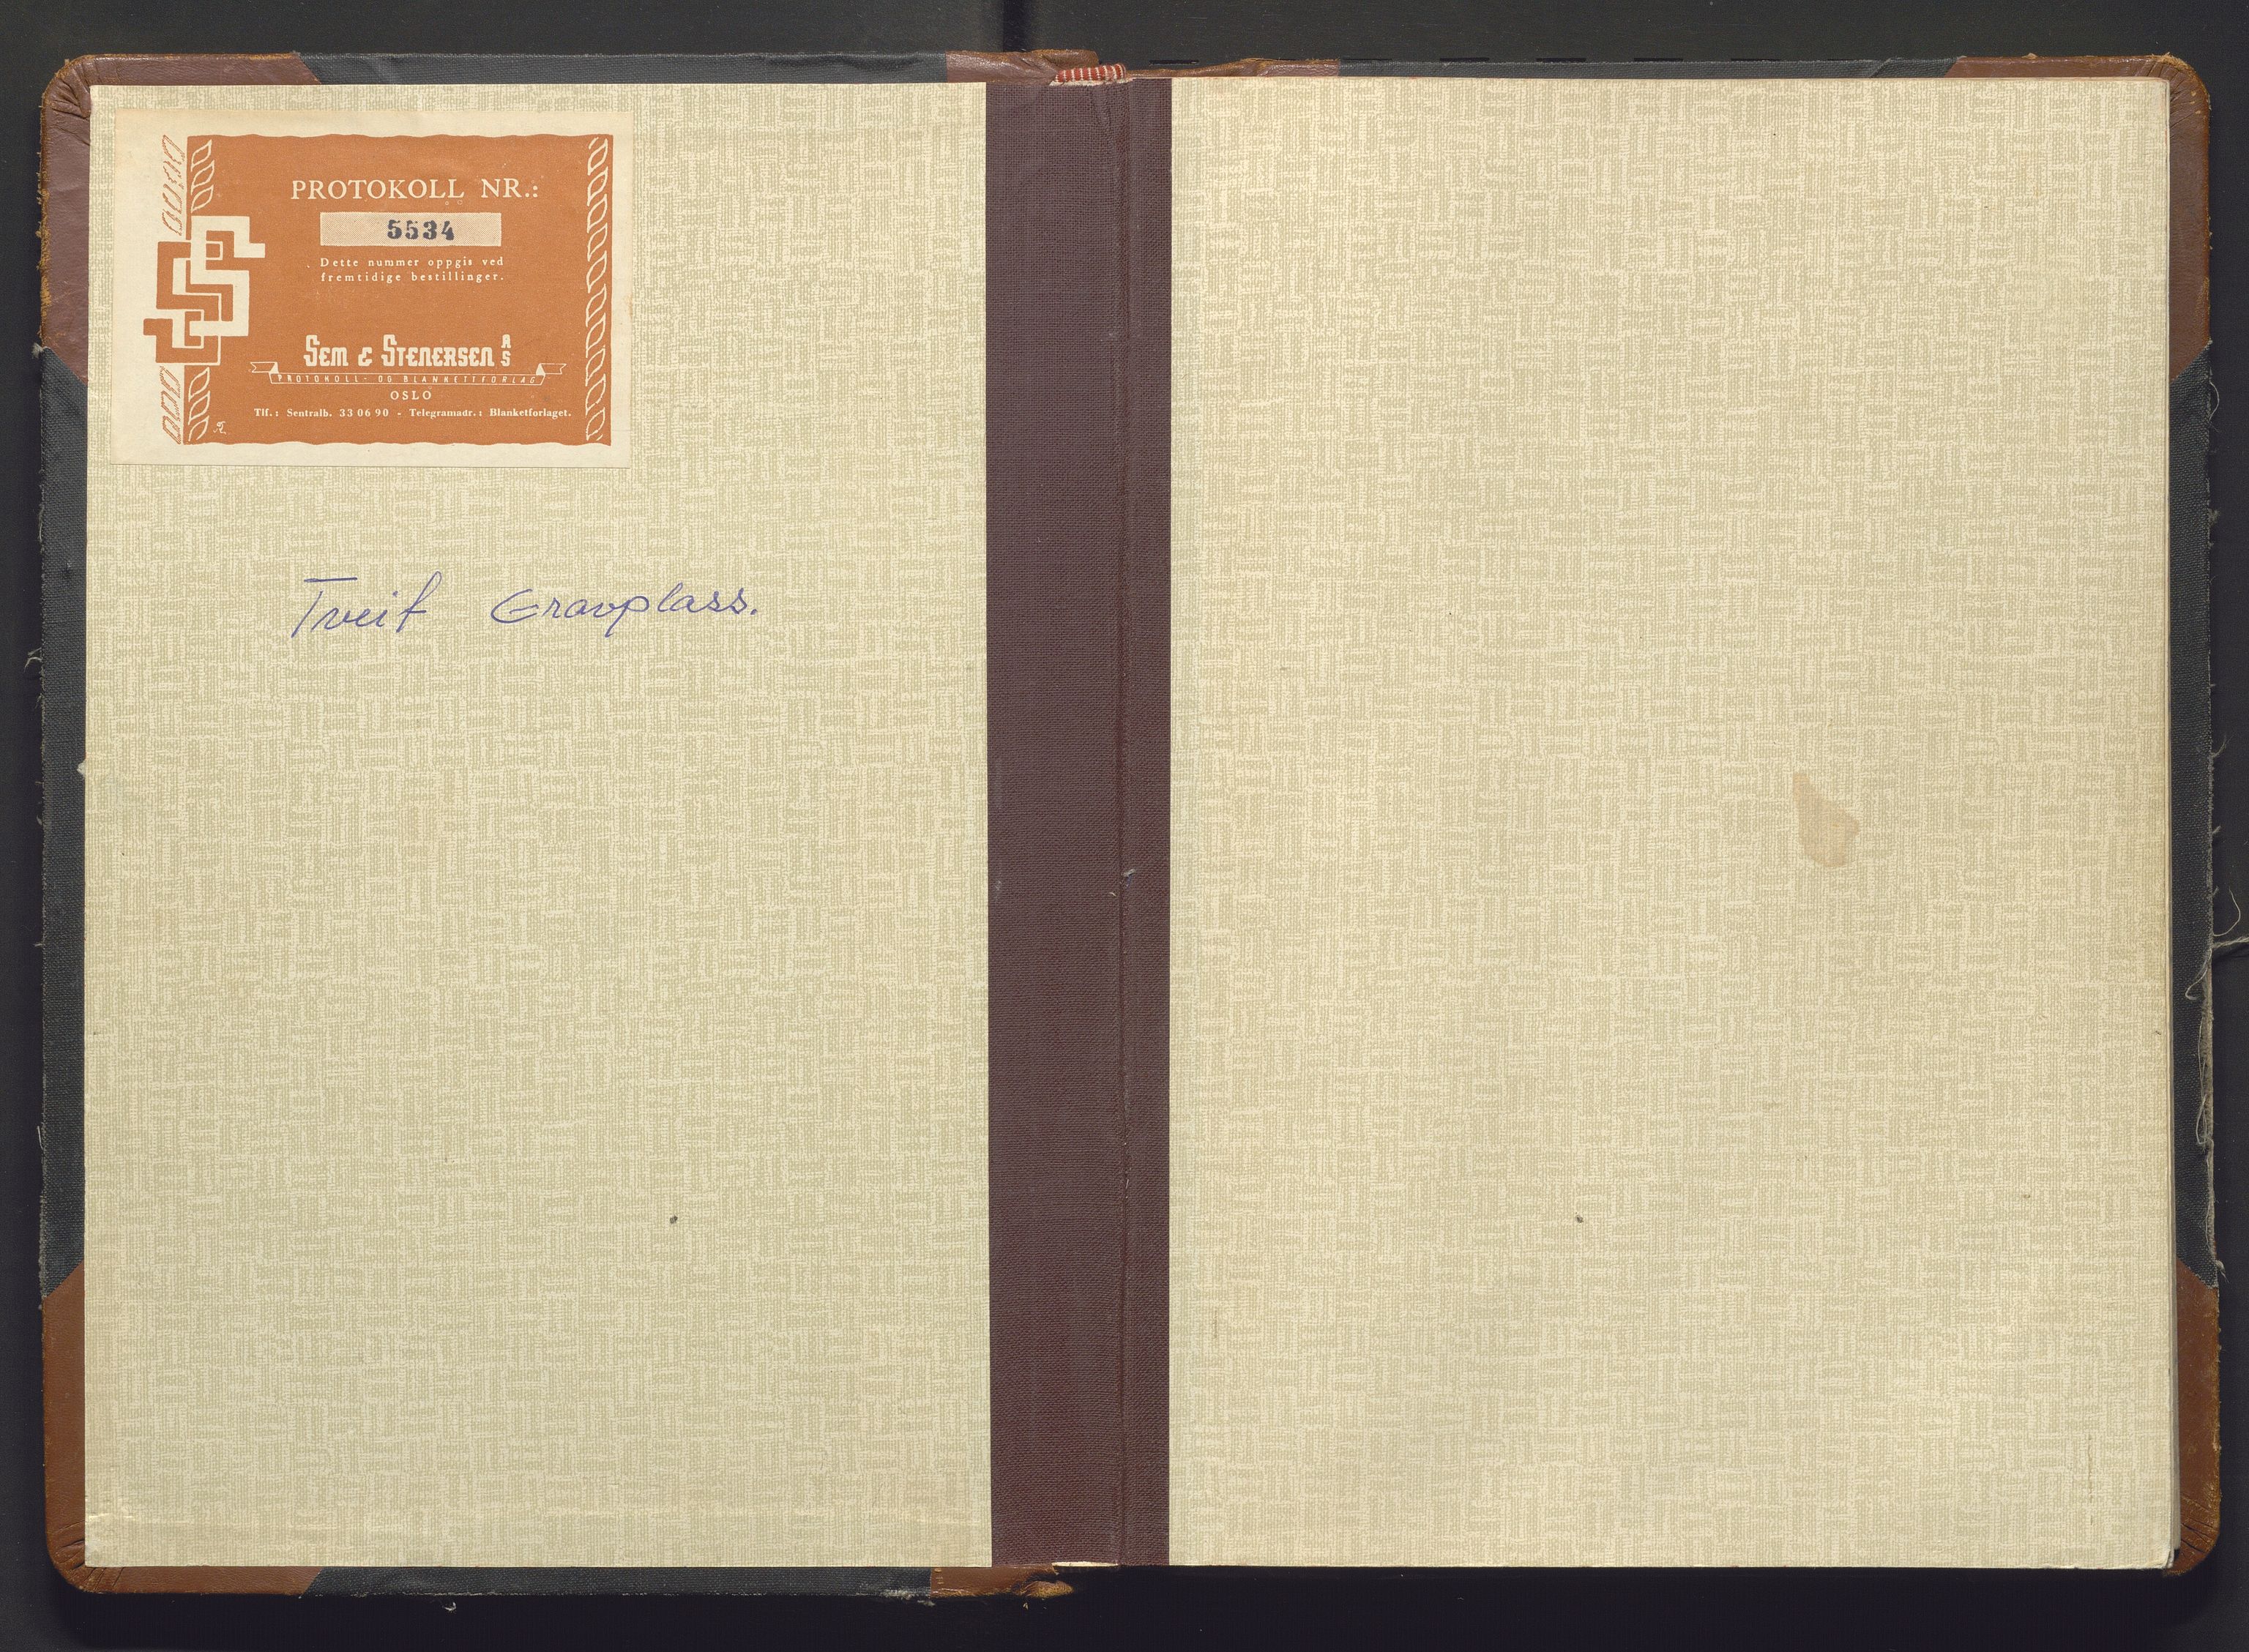 PROTOKOLL NR.:
5534
Dette nummer oppgis ved
fremtidige bestillinger.
SEM & STENERSEN A/S
PROTOKOLL- OG BLANKETTFORLAG
OSLO
Tlf.: Sentralb. 33 06 90 - Telegramadr.: Blanketforlaget.
Tveit Gravplass.